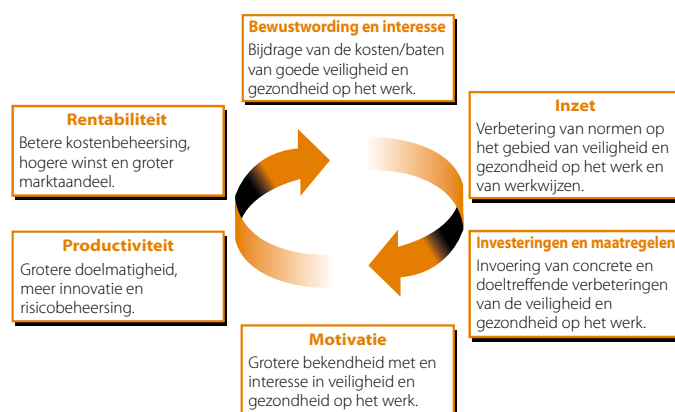 Bewustwording en interesse
Bijdrage van de kosten/baten
van goede veiligheid en
gezondheid op het werk.
Inzet
Verbetering van normen op
het gebied van veiligheid en
gezondheid op het werk en
van werkwijzen.
Investeringen en maatregelen
Invoering van concrete en
doeltreffende verbeteringen
van de veiligheid en
gezondheid op het werk.
Motivatie
Grotere bekendheid met en
interesse in veiligheid en
gezondheid op het werk.
Productiviteit
Grotere doelmatigheid,
meer innovatie en
risicobeheersing.
Rentabiliteit
Betere kostenbeheersing,
hogere winst en groter
marktaandeel.